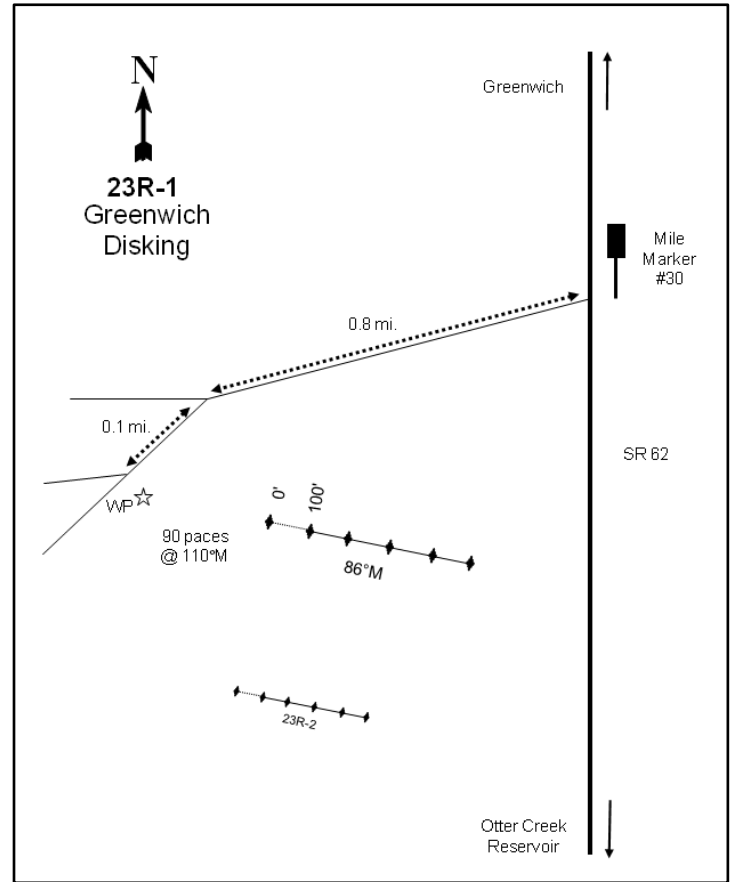 N
23R-1
Greenwich
Disking
Greenwich
Mile
Marker
#30
0.8 mi.
0.1 mi.
SR 62
WP
0'
100'
90 paces
@ 110°M
86°M
23R-2
Otter Creek
Reservoir